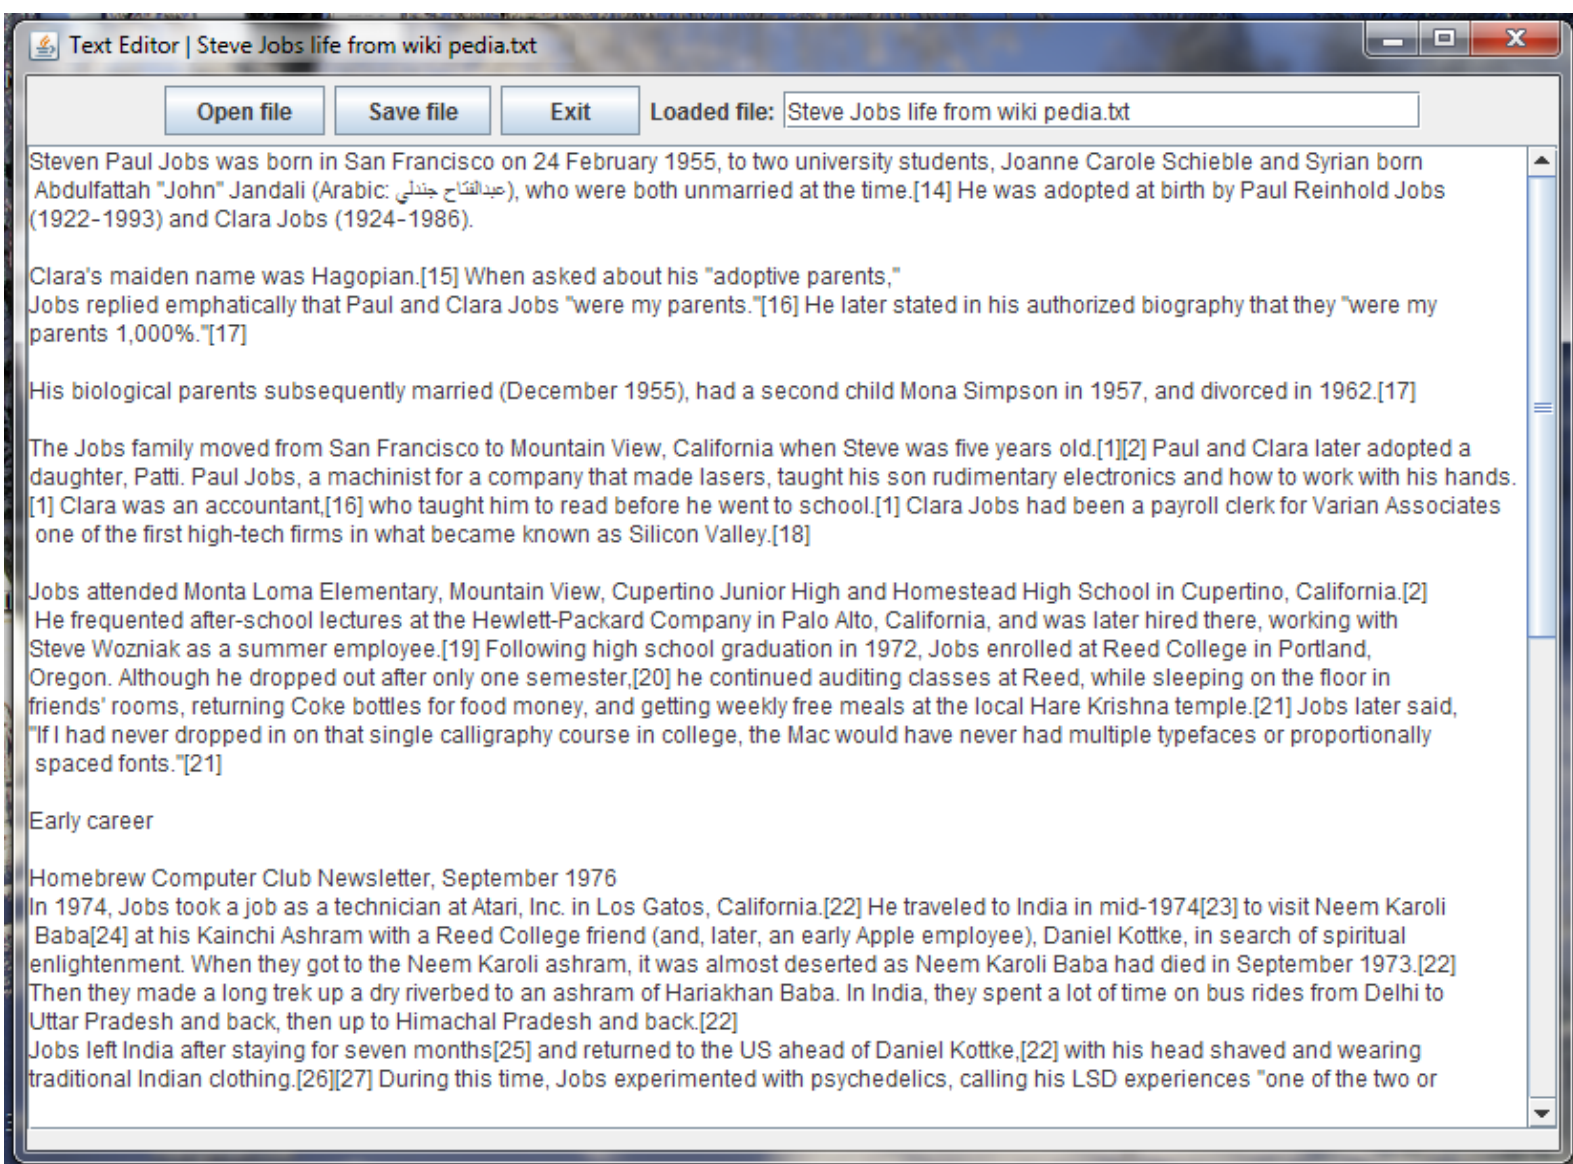 Text Editor | Steve Jobs life from wiki pedia.txt
Open file Save file Exit Loaded file: Steve Jobs life from wiki pedia.txt
Steven Paul Jobs was born in San Francisco on 24 February 1955, to two university students, Joanne Carole Schieble and Syrian born
Abdulfattah "John" Jandali (Arabic: عبدالفتّاح جندلي), who were both unmarried at the time.[14] He was adopted at birth by Paul Reinhold Jobs
(1922–1993) and Clara Jobs (1924–1986).
Clara's maiden name was Hagopian.[15] When asked about his "adoptive parents,"
Jobs replied emphatically that Paul and Clara Jobs "were my parents."[16] He later stated in his authorized biography that they "were my
parents 1,000%."[17]
His biological parents subsequently married (December 1955), had a second child Mona Simpson in 1957, and divorced in 1962.[17]
The Jobs family moved from San Francisco to Mountain View, California when Steve was five years old.[1][2] Paul and Clara later adopted a
daughter, Patti. Paul Jobs, a machinist for a company that made lasers, taught his son rudimentary electronics and how to work with his hands.
[1] Clara was an accountant,[16] who taught him to read before he went to school.[1] Clara Jobs had been a payroll clerk for Varian Associates
one of the first high-tech firms in what became known as Silicon Valley.[18]
Jobs attended Monta Loma Elementary, Mountain View, Cupertino Junior High and Homestead High School in Cupertino, California.[2]
He frequented after-school lectures at the Hewlett-Packard Company in Palo Alto, California, and was later hired there, working with
Steve Wozniak as a summer employee.[19] Following high school graduation in 1972, Jobs enrolled at Reed College in Portland,
Oregon. Although he dropped out after only one semester,[20] he continued auditing classes at Reed, while sleeping on the floor in
friends' rooms, returning Coke bottles for food money, and getting weekly free meals at the local Hare Krishna temple.[21] Jobs later said,
"If I had never dropped in on that single calligraphy course in college, the Mac would have never had multiple typefaces or proportionally
spaced fonts."[21]
Early career
Homebrew Computer Club Newsletter, September 1976
In 1974, Jobs took a job as a technician at Atari, Inc. in Los Gatos, California.[22] He traveled to India in mid-1974[23] to visit Neem Karoli
Baba[24] at his Kainchi Ashram with a Reed College friend (and, later, an early Apple employee), Daniel Kottke, in search of spiritual
enlightenment. When they got to the Neem Karoli ashram, it was almost deserted as Neem Karoli Baba had died in September 1973.[22]
Then they made a long trek up a dry riverbed to an ashram of Hariakhan Baba. In India, they spent a lot of time on bus rides from Delhi to
Uttar Pradesh and back, then up to Himachal Pradesh and back.[22]
Jobs left India after staying for seven months[25] and returned to the US ahead of Daniel Kottke,[22] with his head shaved and wearing
traditional Indian clothing.[26][27] During this time, Jobs experimented with psychedelics, calling his LSD experiences "one of the two or